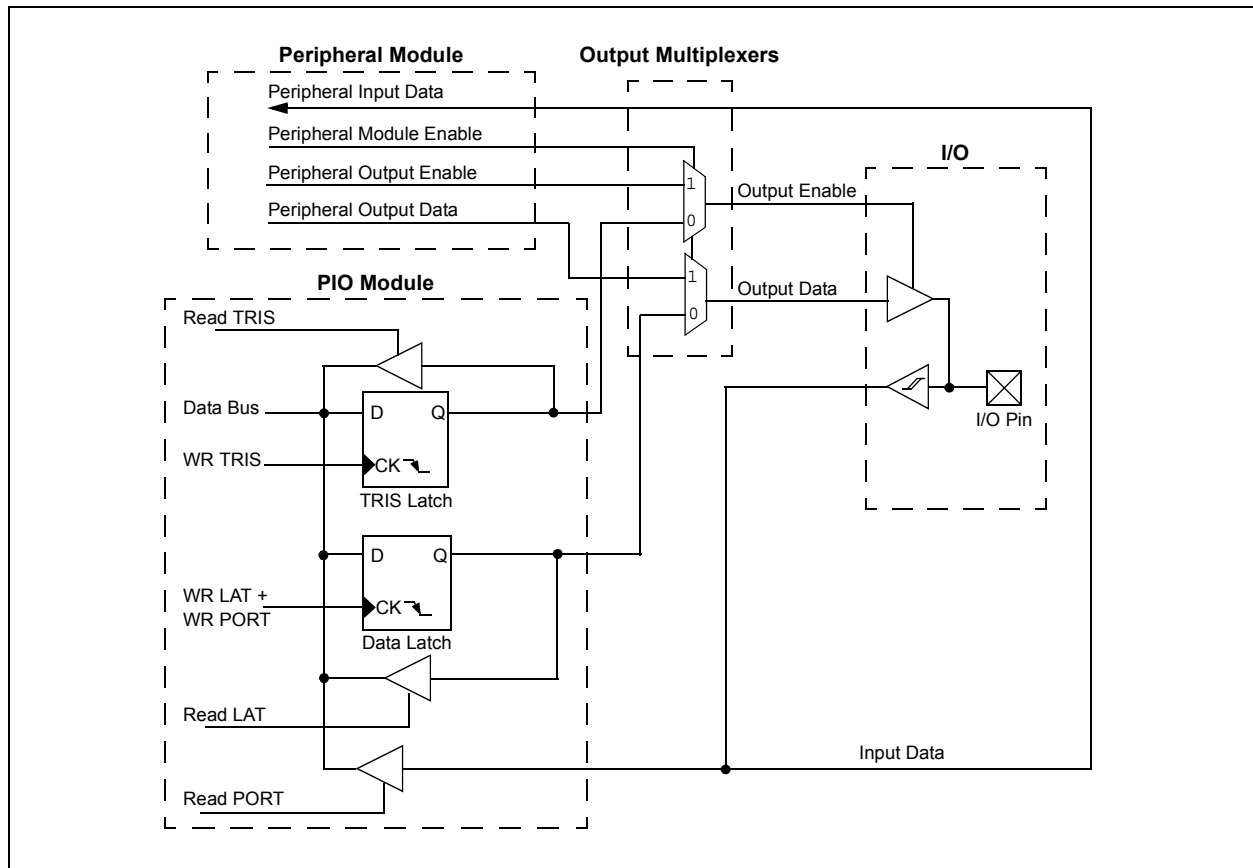 Peripheral Module
Output Multiplexers
Peripheral Input Data
Peripheral Module Enable
Peripheral Output Enable
Peripheral Output Data
I/O
1
0
Output Enable
1
0
Output Data
PIO Module
Read TRIS
Data Bus
D Q
WR TRIS
CK
TRIS Latch
I/O Pin
D Q
WR LAT +
WR PORT
CK
Data Latch
Read LAT
Input Data
Read PORT